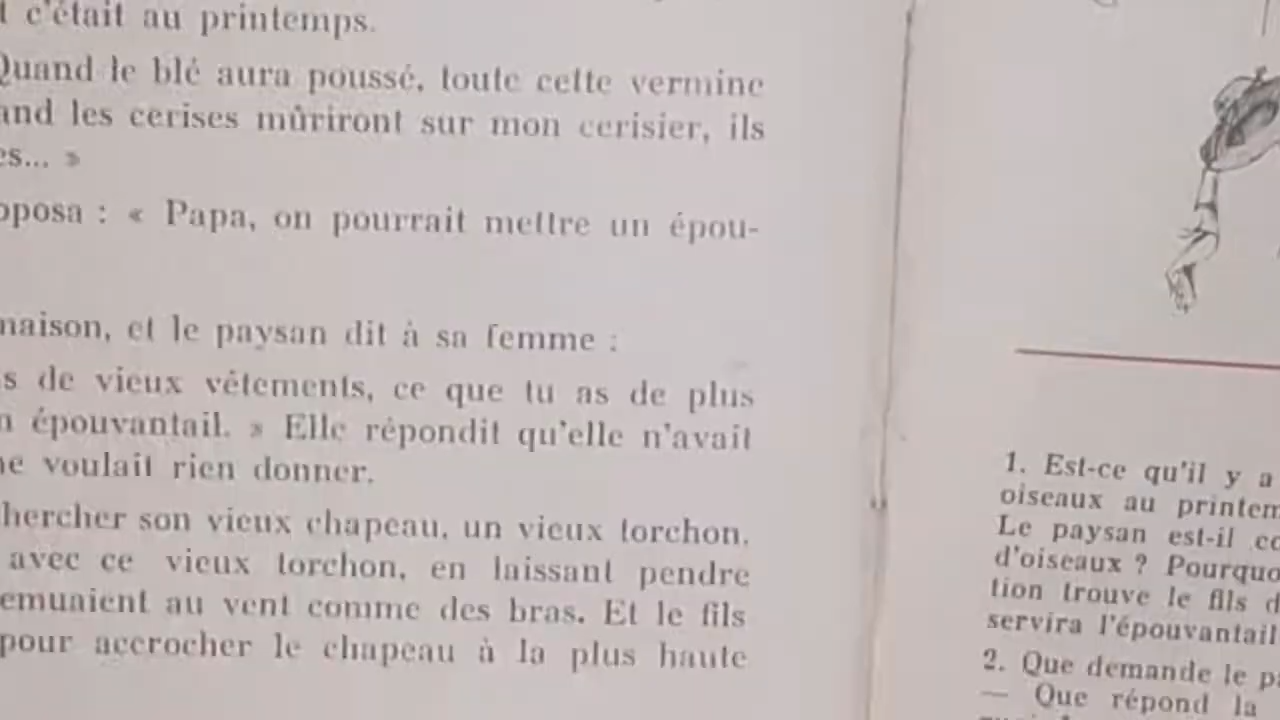 t c'était au printemps.
Quand le blé aura poussé, toute cette vermine
and les cerises mûriront sur mon cerisier, ils
es... »
oposa : « Papa, on pourrait mettre un épou-
naison, et le paysan dit à sa femme :
s de vieux vêtements, ce que tu as de plus
n épouvantail. » Elle répondit qu'elle n'avait
ne voulait rien donner.
hercher son vieux chapeau, un vieux torchon.
avec ce vieux torchon, en laissant pendre
emuaient au vent comme des bras. Et le fils
pour accrocher le chapeau à la plus haute
1. Est-ce qu'il y a
oiseaux au printem
Le paysan est-il co
d'oiseaux ? Pourquo
tion trouve le fils d
servira l'épouvantail
2. Que demande le pa
— Que répond la